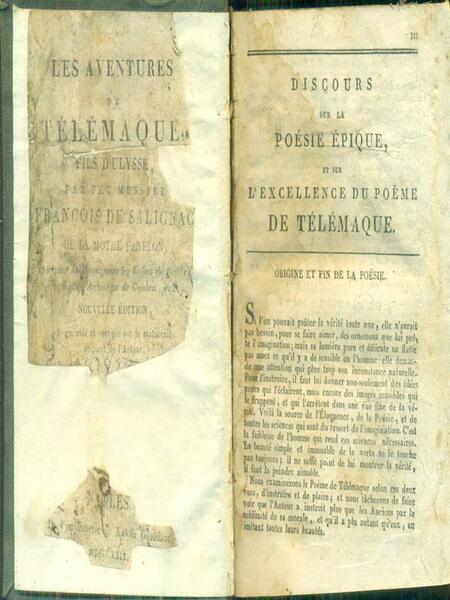 LES AVENTURES
DE
TÉLÉMAQUE,
FILS D'ULYSSE,
PAR FEU MESSIRE
FRANÇOIS DE SALIGNAC
DE LA MOTHE FENELON,
NOUVELLE ÉDITION,
III
DISCOURS
SUR LA
POÉSIE ÉPIQUE,
ET SUR
L'EXCELLENCE DU POÈME
DE TÉLÉMAQUE.
ORIGINE ET FIN DE LA POÉSIE.
Si l'on pouvait goûter la vérité toute nue, elle n'aurait
pas besoin, pour se faire aimer, des ornemens que lui prê-
te l'imagination; mais sa lumière pure et délicate ne flatte
pas assez ce qu'il y a de sensible en l'homme: elle deman-
de une attention qui gêne trop son inconstance naturelle.
Pour l'instruire, il faut lui donner non-seulement des idées
pures qui l'éclairent, mais encore des images sensibles qui
le frappent, et qui l'arrêtent dans une vue fixe de la vé-
rité. Voilà la source de l'Éloquence, de la Poésie, et de
toutes les sciences qui sont du ressort de l'imagination. C'est
la faiblesse de l'homme qui rend ces sciences nécessaires.
La beauté simple et immuable de la vertu ne le touche
pas toujours; il ne suffit point de lui montrer la vérité,
il faut la peindre aimable.
Nous examinerons le Poème de Télémaque selon ces deux
vues, d'instruire et de plaire; et nous tâcherons de faire
voir que l'Auteur a instruit plus que les Anciens par la
sublimité de sa morale, et qu'il a plu autant qu'eux, en
imitant toutes leurs beautés.